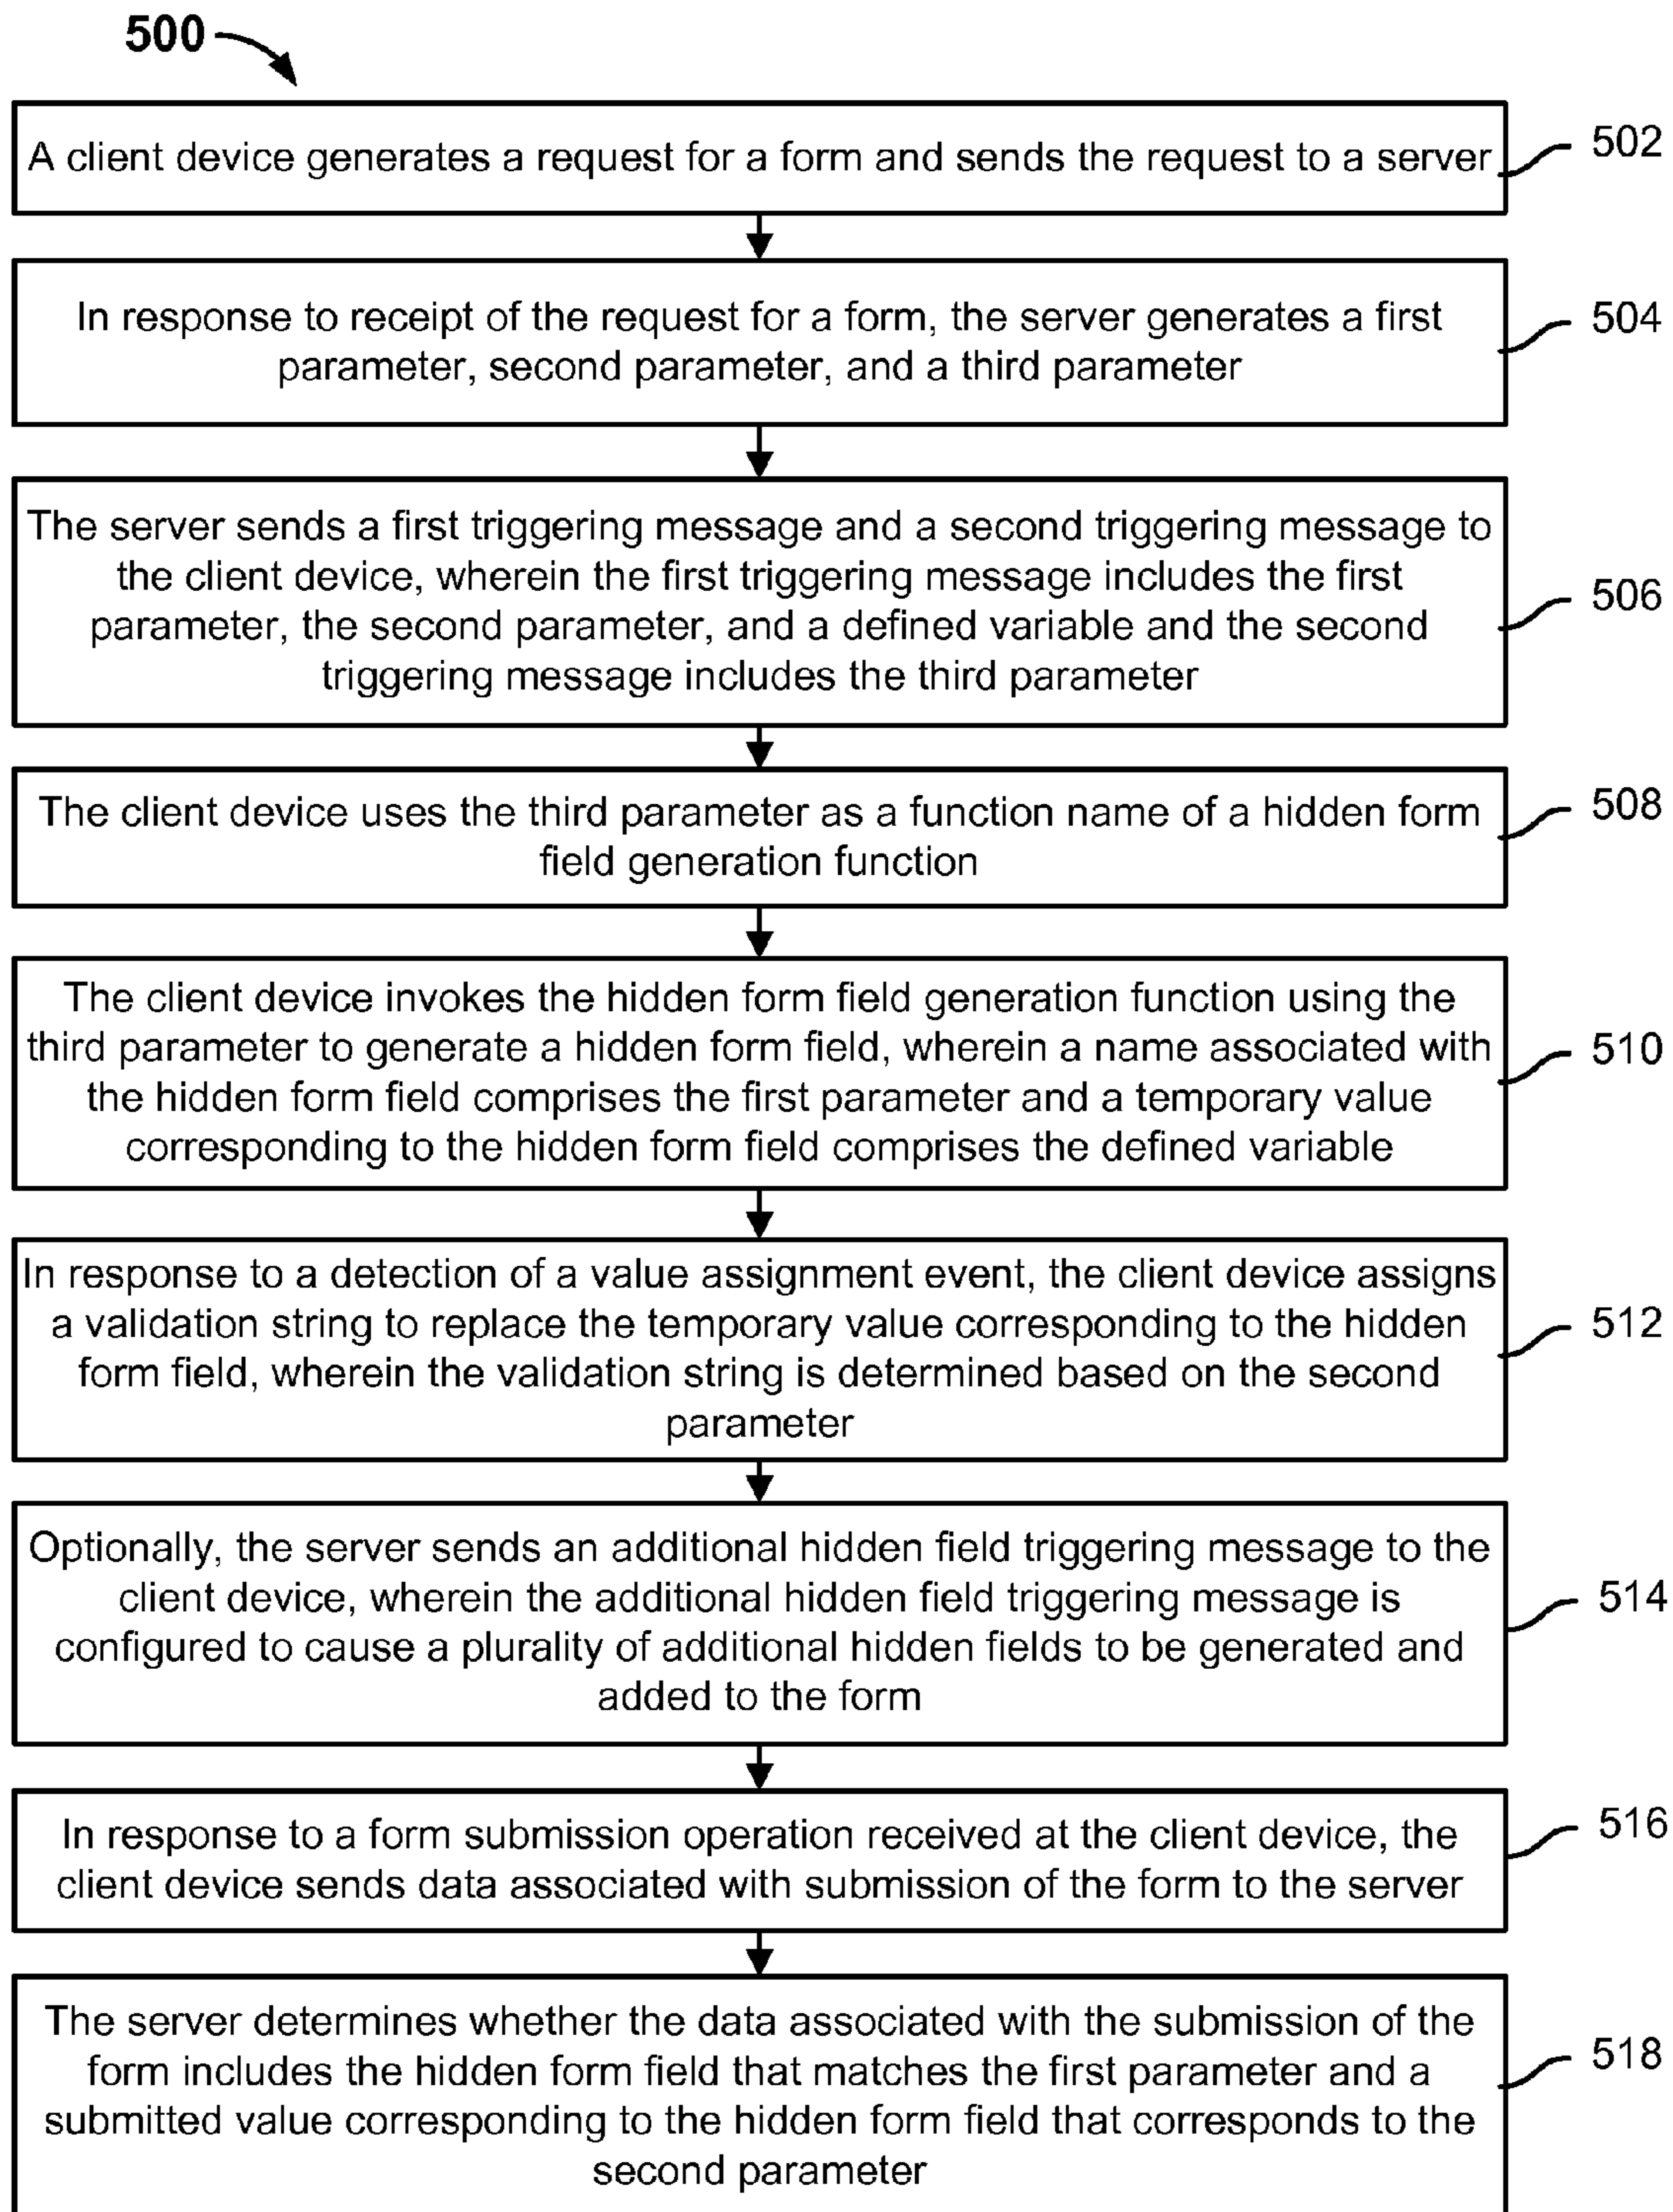 500
A client device generates a request for a form and sends the request to a server
502
In response to receipt of the request for a form, the server generates a first
parameter, second parameter, and a third parameter
504
The server sends a first triggering message and a second triggering message to
the client device, wherein the first triggering message includes the first
parameter, the second parameter, and a defined variable and the second
triggering message includes the third parameter
506
The client device uses the third parameter as a function name of a hidden form
field generation function
508
The client device invokes the hidden form field generation function using the
third parameter to generate a hidden form field, wherein a name associated with
the hidden form field comprises the first parameter and a temporary value
corresponding to the hidden form field comprises the defined variable
510
In response to a detection of a value assignment event, the client device assigns
a validation string to replace the temporary value corresponding to the hidden
form field, wherein the validation string is determined based on the second
parameter
512
Optionally, the server sends an additional hidden field triggering message to the
client device, wherein the additional hidden field triggering message is
configured to cause a plurality of additional hidden fields to be generated and
added to the form
514
In response to a form submission operation received at the client device, the
client device sends data associated with submission of the form to the server
516
The server determines whether the data associated with the submission of the
form includes the hidden form field that matches the first parameter and a
submitted value corresponding to the hidden form field that corresponds to the
second parameter
518